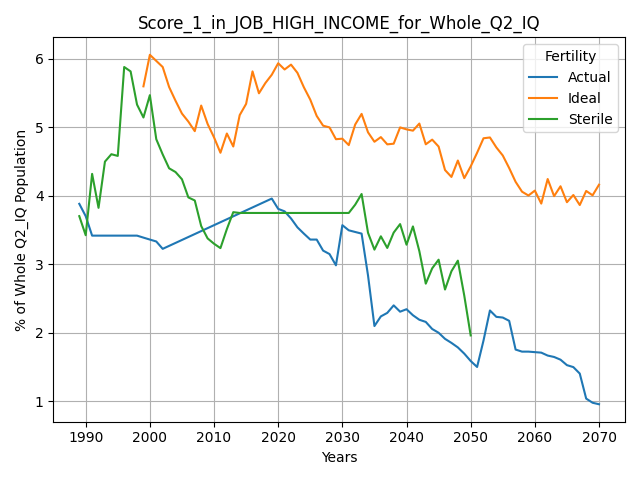 Score_1_in_JOB_HIGH_INCOME_for_Whole_Q2_IQ
Fertility
Actual
Ideal
Sterile
% of Whole Q2_IQ Population
6
5
4
3
2
1
1990 2000 2010 2020 2030 2040 2050 2060 2070
Years